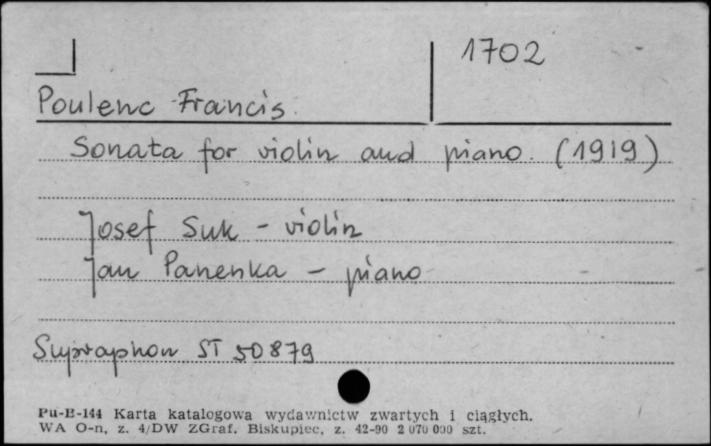 1702
Poulenc Francis
Sonata for violin and piano (1919)
Josef Suk - violin
Jan Panenka - piano
Supraphon ST 50879
Pu-B-144 Karta katalogowa wydawnictw zwartych i ciągłych.
WA O-n, z. 4/DW ZGraf. Biskupiec, z. 42-90 2 070 000 szt.